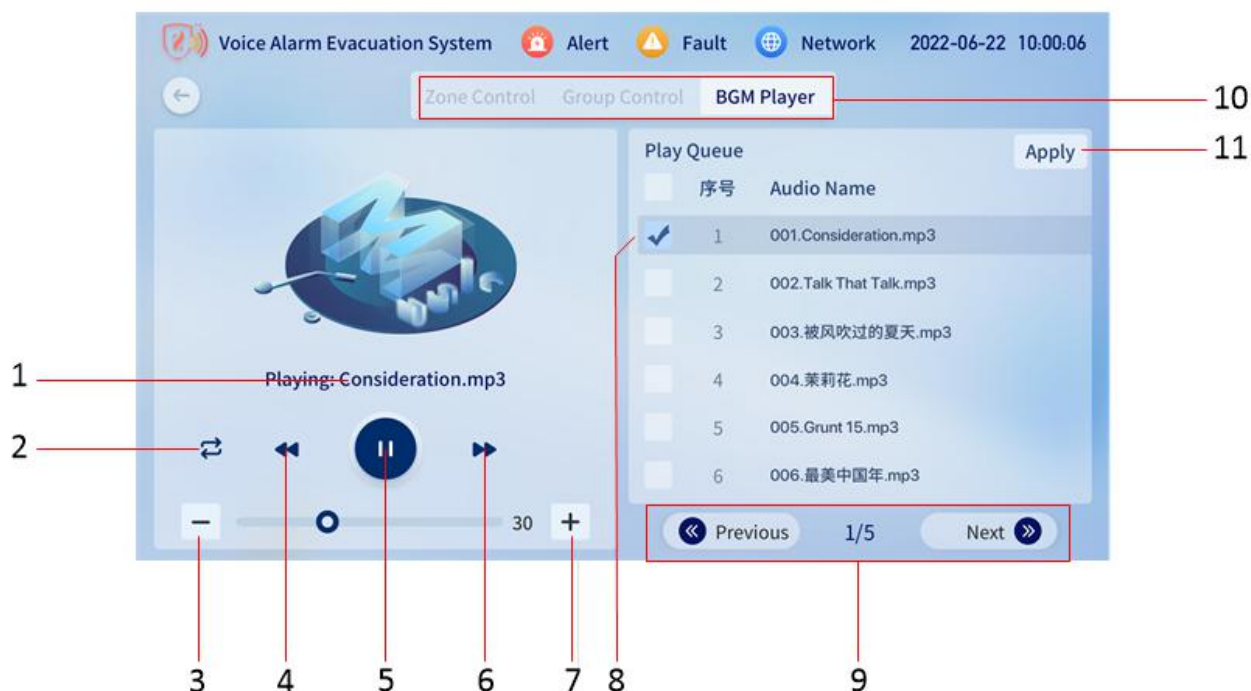 Voice Alarm Evacuation System Alert Fault Network 2022-06-22 10:00:06
Zone Control Group Control BGM Player
10
Play Queue Apply
11
序号 Audio Name
1 001.Consideration.mp3
2 002.Talk That Talk.mp3
3 003.被风吹过的夏天.mp3
4 004.茉莉花.mp3
5 005.Grunt 15.mp3
6 006.最美中国年.mp3
Previous 1/5 Next
Music
1
Playing: Consideration.mp3
2
30
3 4 5 6 7 8 9